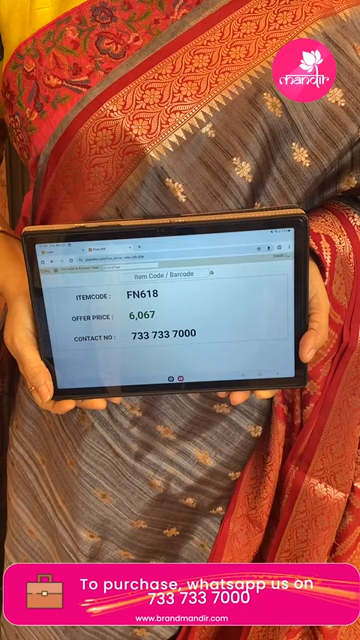 mandir
Item Code / Barcode
ITEMCODE : FN618
OFFER PRICE : 6,067
CONTACT NO : 733 733 7000
To purchase, whatsapp us on
733 733 7000
www.brandmandir.com